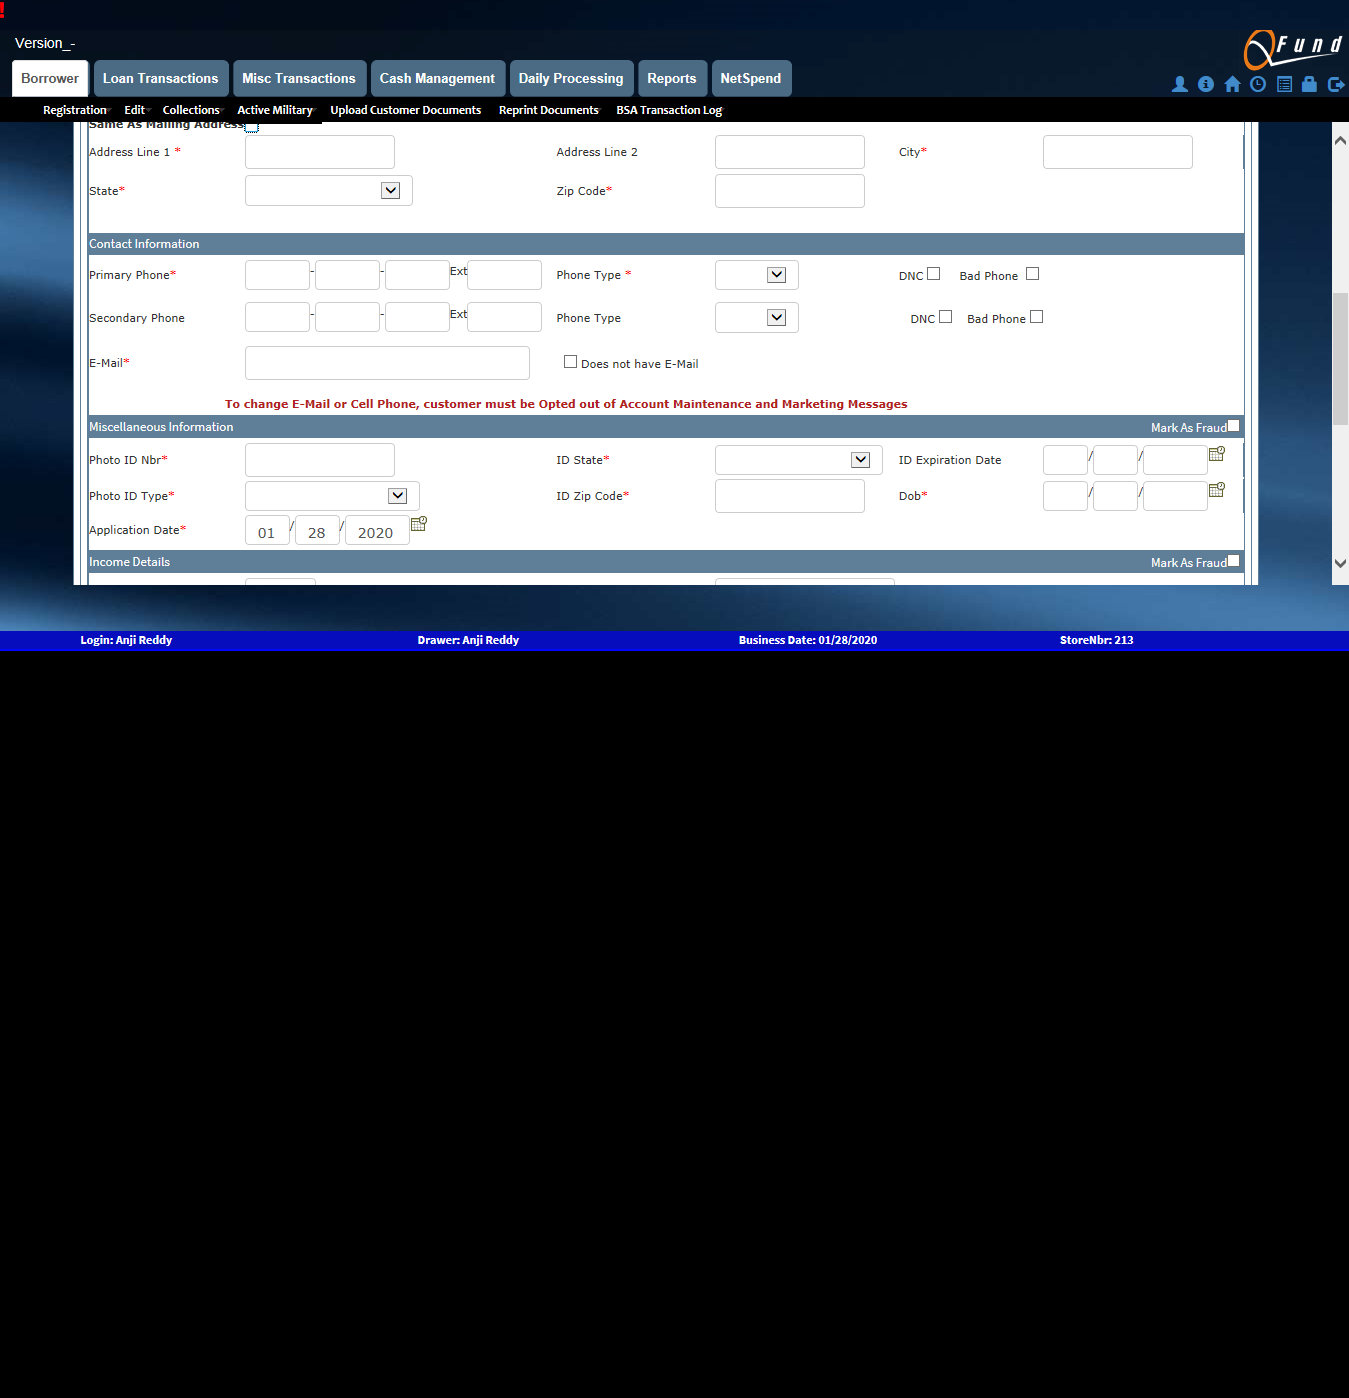 !
Version_-
QFund
Borrower Loan Transactions Misc Transactions Cash Management Daily Processing Reports NetSpend
Registration Edit Collections Active Military Upload Customer Documents Reprint Documents BSA Transaction Log
Same As Mailing Address
Address Line 1 * Address Line 2 City*
State* Zip Code*
Contact Information
Primary Phone* - - Ext Phone Type * DNC Bad Phone
Secondary Phone - - Ext Phone Type DNC Bad Phone
E-Mail* Does not have E-Mail
To change E-Mail or Cell Phone, customer must be Opted out of Account Maintenance and Marketing Messages
Miscellaneous Information Mark As Fraud
Photo ID Nbr* ID State* ID Expiration Date / /
Photo ID Type* ID Zip Code* Dob* / /
Application Date* 01 / 28 / 2020
Income Details Mark As Fraud
Login: Anji Reddy Drawer: Anji Reddy Business Date: 01/28/2020 StoreNbr: 213